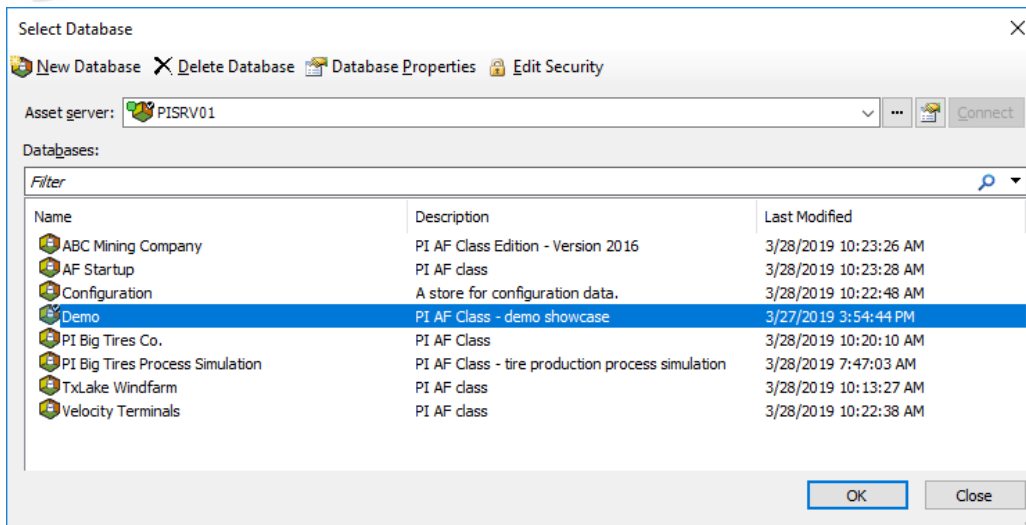 Select Database
New Database Delete Database Database Properties Edit Security
Asset server: PISRV01 ... Connect
Databases:
Filter
Name Description Last Modified
ABC Mining Company PI AF Class Edition - Version 2016 3/28/2019 10:23:26 AM
AF Startup PI AF class 3/28/2019 10:23:28 AM
Configuration A store for configuration data. 3/28/2019 10:22:48 AM
Demo PI AF Class - demo showcase 3/27/2019 3:54:44 PM
PI Big Tires Co. PI AF Class 3/28/2019 10:20:10 AM
PI Big Tires Process Simulation PI AF Class - tire production process simulation 3/28/2019 7:47:03 AM
TxLake Windfarm PI AF class 3/28/2019 10:13:27 AM
Velocity Terminals PI AF class 3/28/2019 10:22:38 AM
OK Close